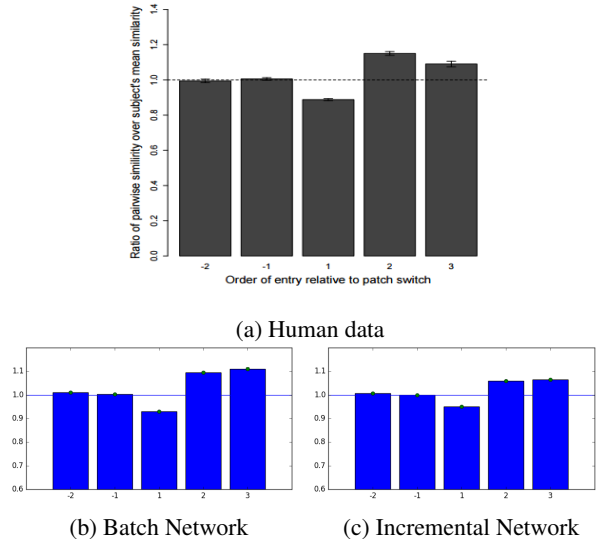 Ratio of pairwise similirity over subject's mean similarity
1.4
1.2
1.0
0.8
0.6
0.4
0.2
0.0
-2 -1 1 2 3
Order of entry relative to patch switch
(a) Human data
1.1
1.0
0.9
0.8
0.7
0.6
-2 -1 1 2 3
(b) Batch Network
1.1
1.0
0.9
0.8
0.7
0.6
-2 -1 1 2 3
(c) Incremental Network